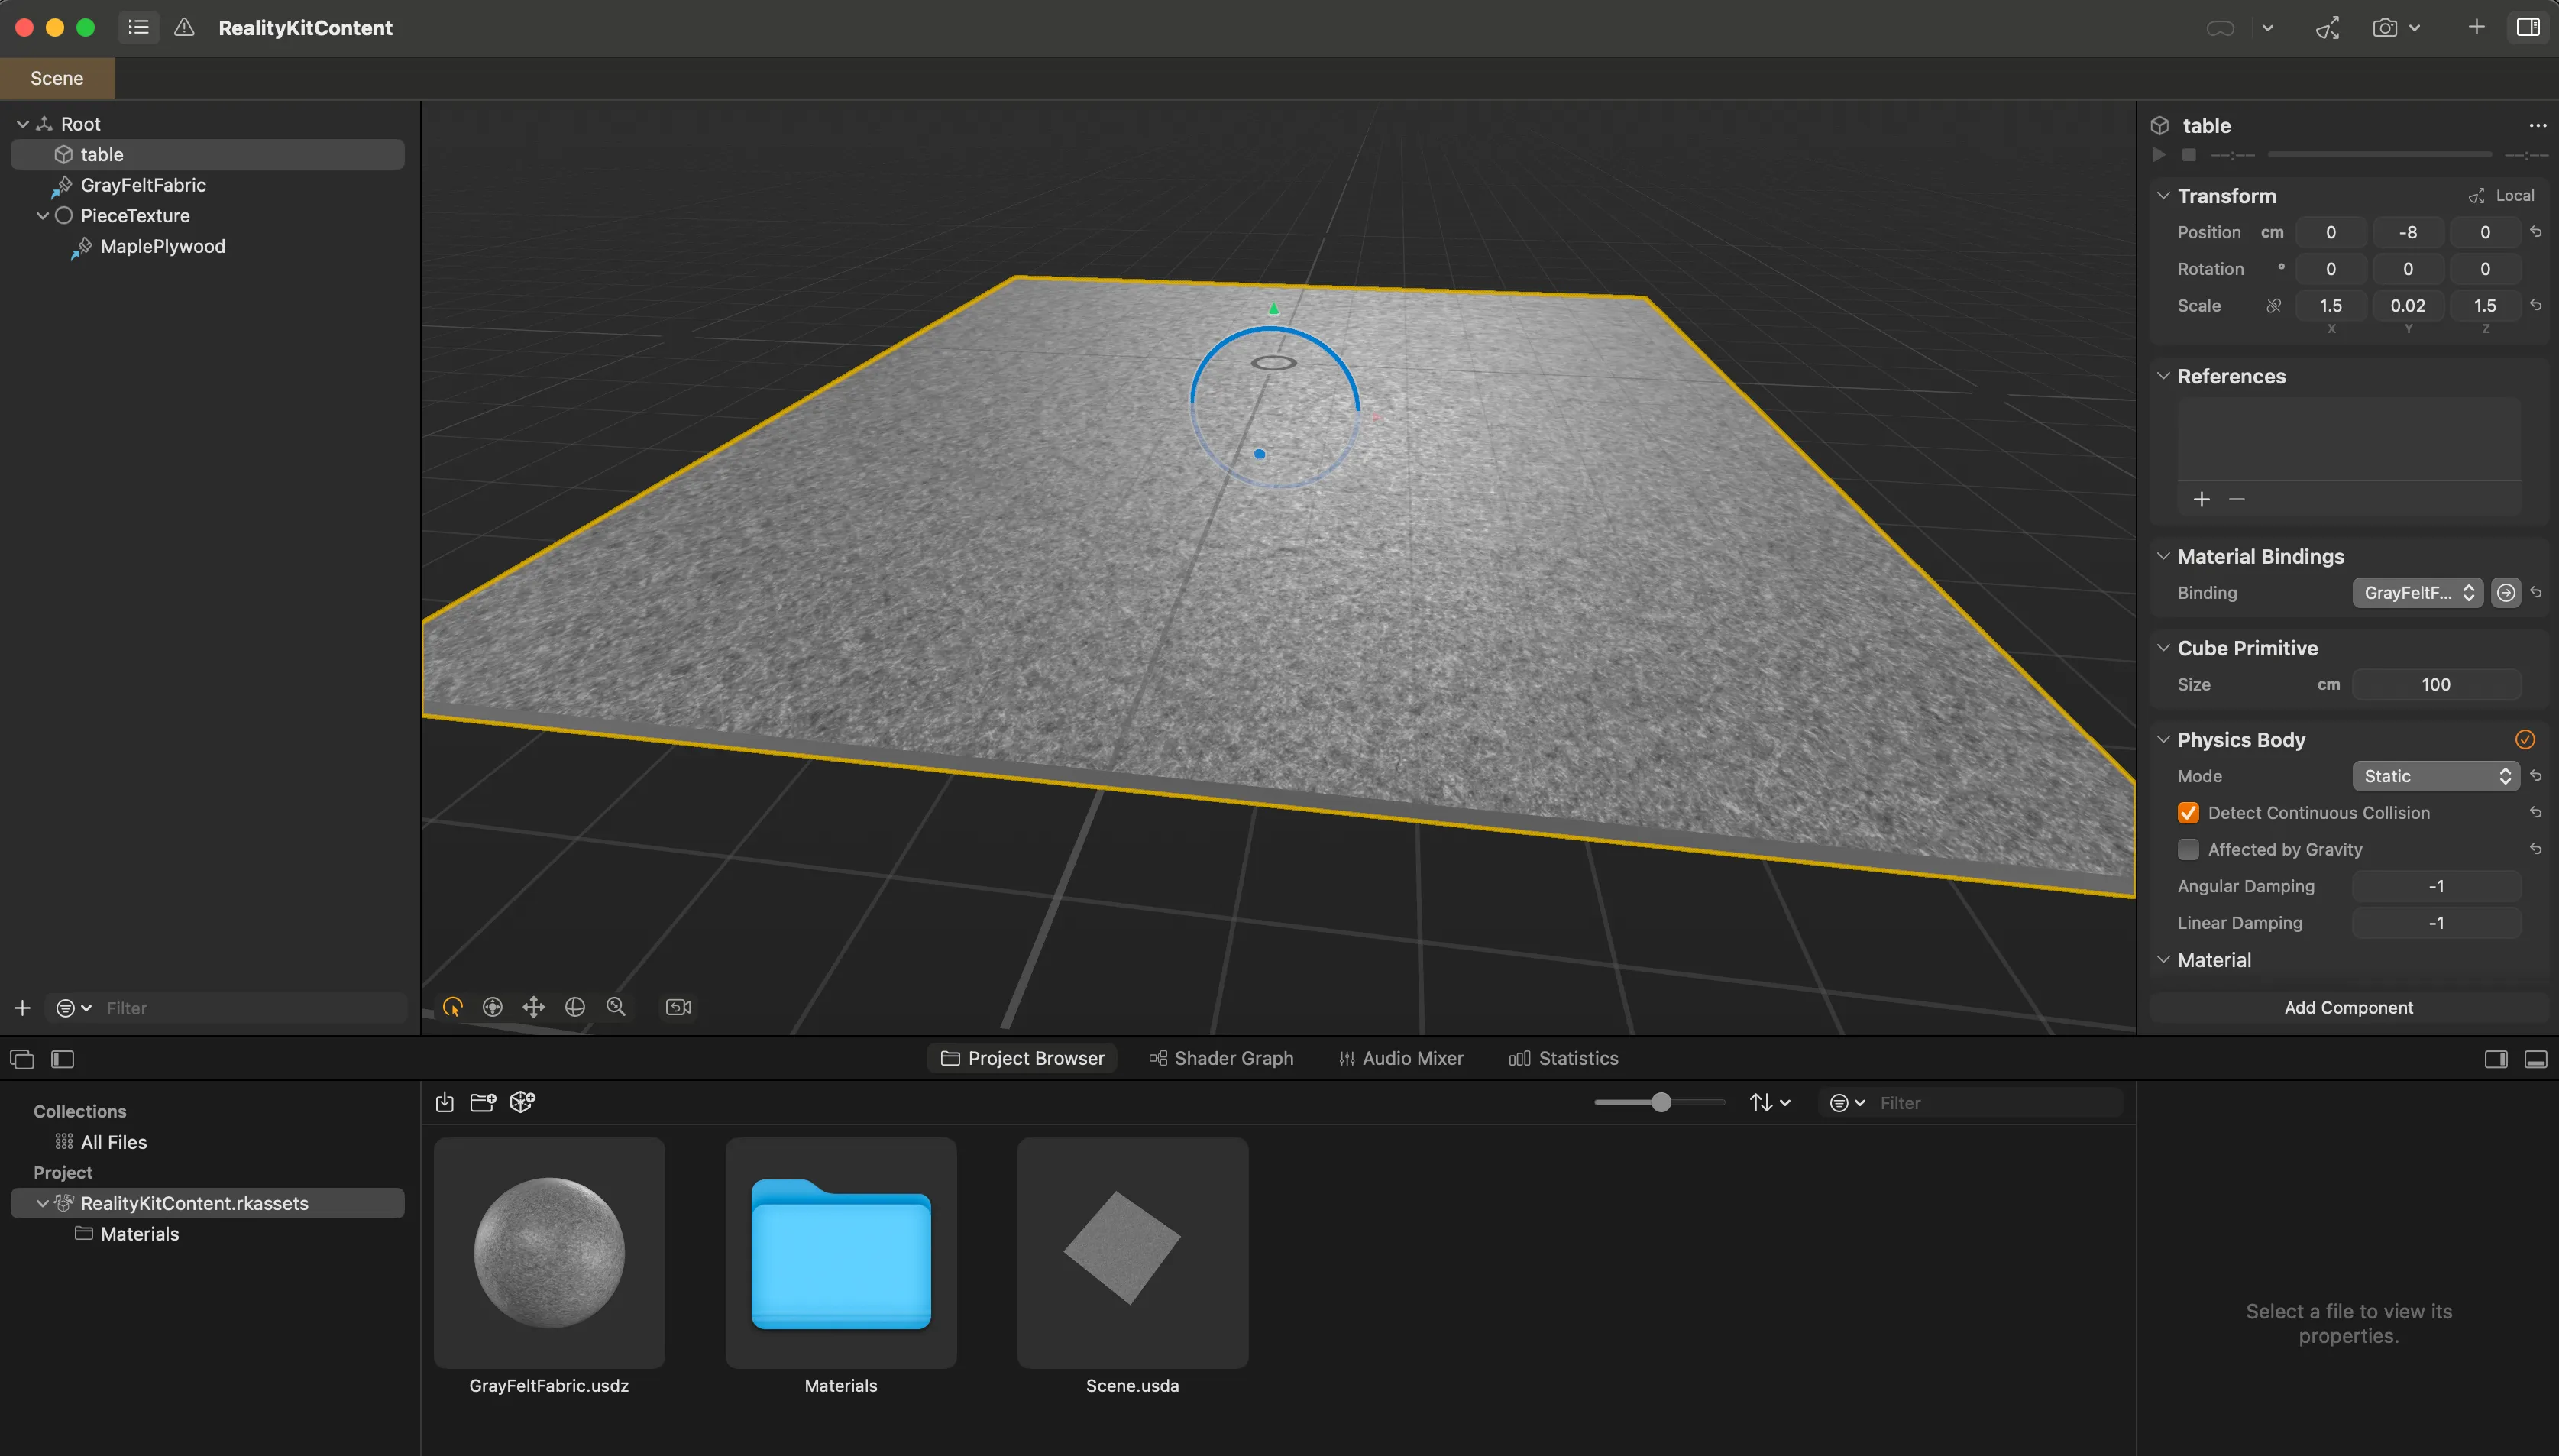 RealityKitContent
Scene
Root
table
GrayFeltFabric
PieceTexture
MaplePlywood
Filter
table
--:--
--:--
Transform
Local
Position cm 0 -8 0
Rotation ° 0 0 0
Scale 1.5 0.02 1.5
X Y Z
References
Material Bindings
Binding GrayFeltF...
Cube Primitive
Size cm 100
Physics Body
Mode Static
Detect Continuous Collision
Affected by Gravity
Angular Damping -1
Linear Damping -1
Material
Add Component
Project Browser Shader Graph Audio Mixer Statistics
Collections
All Files
Project
RealityKitContent.rkassets
Materials
Filter
GrayFeltFabric.usdz
Materials
Scene.usda
Select a file to view its
properties.